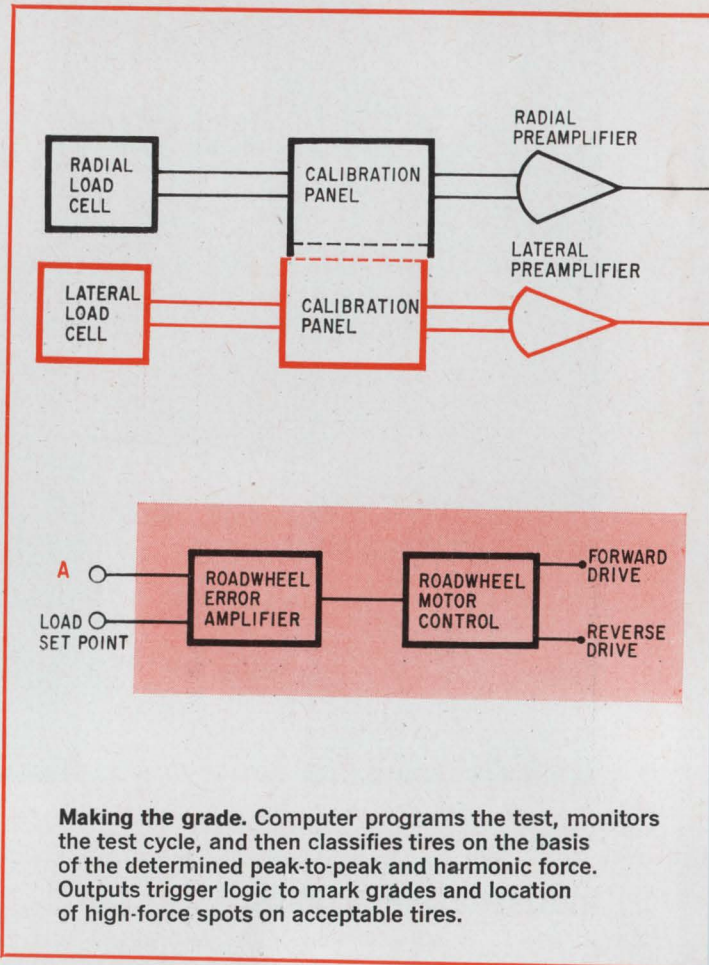 RADIAL
LOAD
CELL
CALIBRATION
PANEL
RADIAL
PREAMPLIFIER
LATERAL
LOAD
CELL
CALIBRATION
PANEL
LATERAL
PREAMPLIFIER
A
LOAD
SET POINT
ROADWHEEL
ERROR
AMPLIFIER
ROADWHEEL
MOTOR
CONTROL
FORWARD
DRIVE
REVERSE
DRIVE
Making the grade. Computer programs the test, monitors
the test cycle, and then classifies tires on the basis
of the determined peak-to-peak and harmonic force.
Outputs trigger logic to mark grades and location
of high-force spots on acceptable tires.